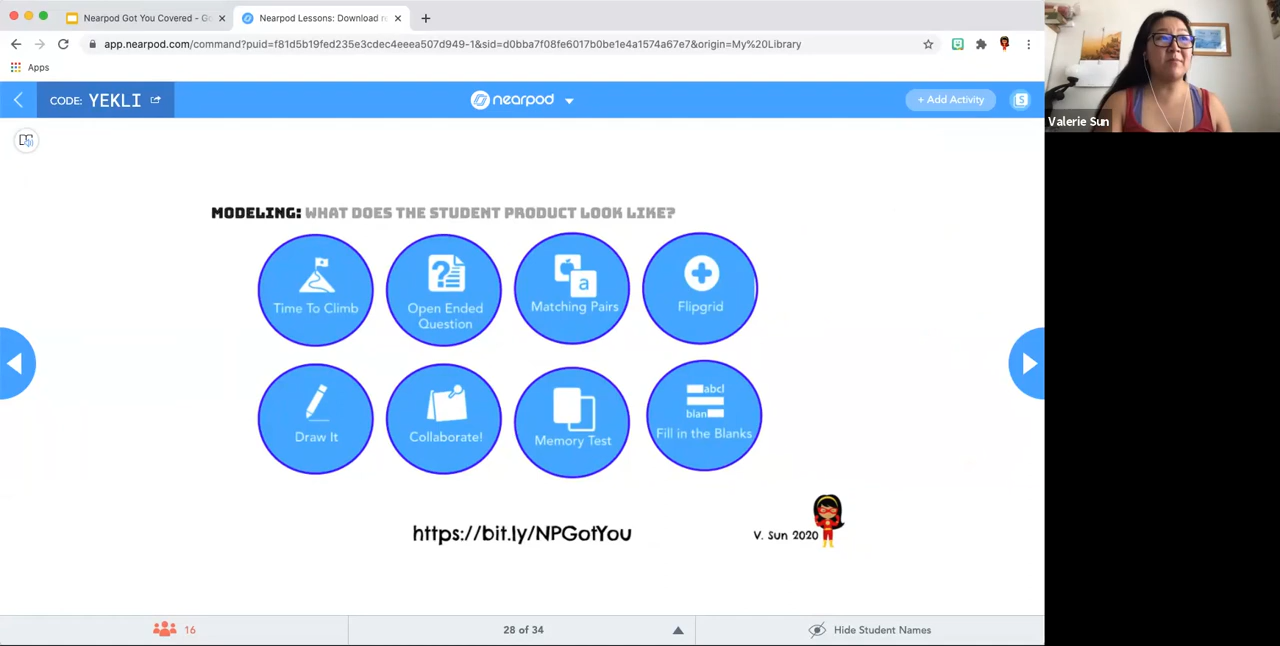 Nearpod Got You Covered - G
Nearpod Lessons: Download r
app.nearpod.com/command?puid=f81d5b19fed235e3cdec4eeea507d949-1&sid=d0bba7f08fe6017b0be1e4a1574a67e7&origin=My%20Library
Apps
CODE: YEKLI
nearpod
+ Add Activity
S
Valerie Sun
MODELING: WHAT DOES THE STUDENT PRODUCT LOOK LIKE?
Time To Climb
Open Ended
Question
Matching Pairs
Flipgrid
Draw It
Collaborate!
Memory Test
abcl
blan
Fill in the Blanks
https://bit.ly/NPGotYou
V. Sun 2020
16
28 of 34
Hide Student Names